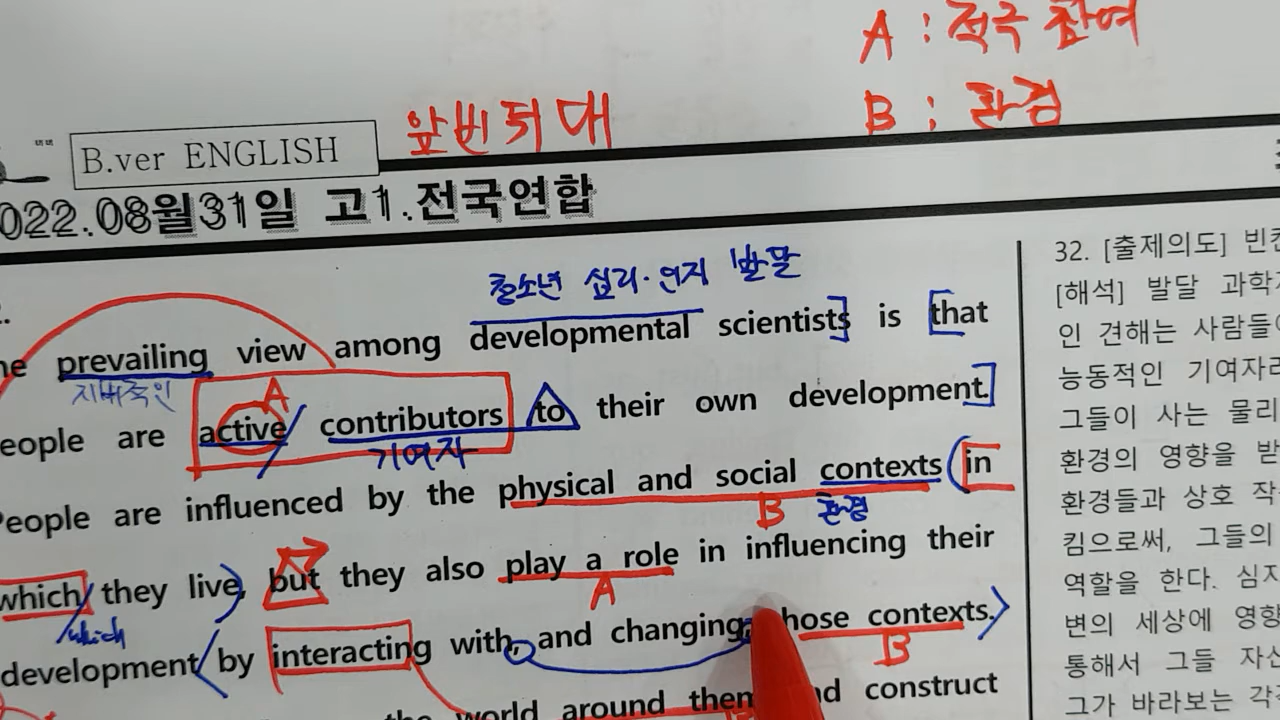 A : 적극 참여
B : 환경
앞번뒤대
B.ver ENGLISH
022.08월31일 고1.전국연합
청소년 심리·인지 발달
prevailing view among developmental scientists is that
지배적인
A
people are active contributors to their own development.
기여자
People are influenced by the physical and social contexts (in
B 환경
which they live), but they also play a role in influencing their
A
which
development by interacting with, and changing, those contexts.
B
the world around them and construct
32. [출제의도] 빈칸
[해석] 발달 과학자
인 견해는 사람들이
능동적인 기여자라
그들이 사는 물리
환경의 영향을 받
환경들과 상호 작
킴으로써, 그들의
역할을 한다. 심지
변의 세상에 영향
통해서 그들 자신
그가 바라보는 각